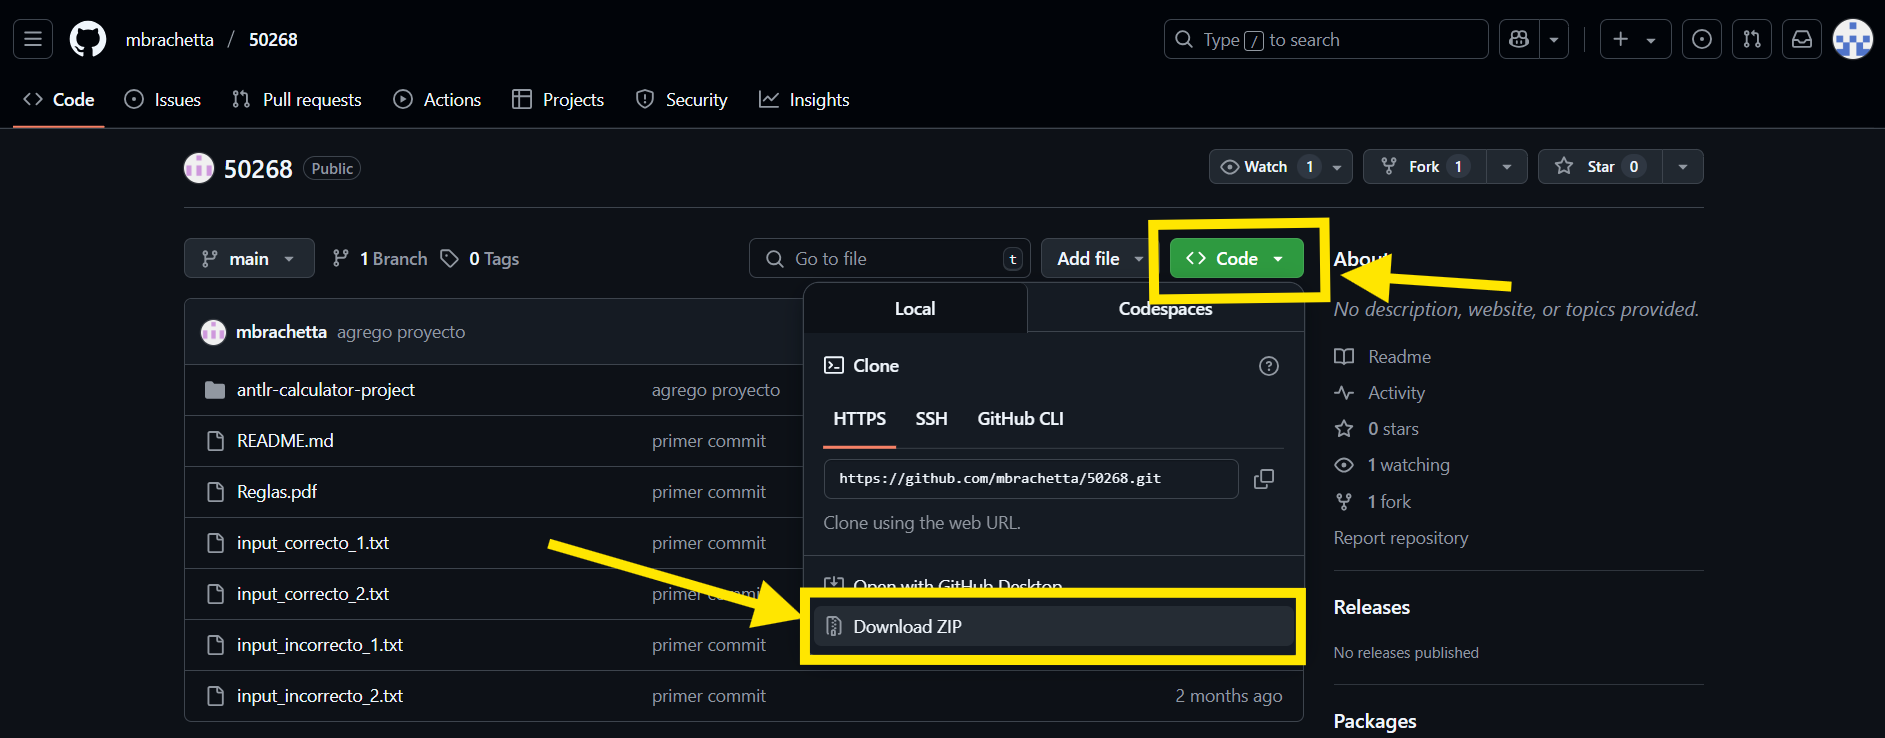 mbrachetta / 50268
Type / to search
Code Issues Pull requests Actions Projects Security Insights
50268 Public
Watch 1 Fork 1 Star 0
main 1 Branch 0 Tags
Go to file t Add file Code
Local Codespaces
Clone
HTTPS SSH GitHub CLI
https://github.com/mbrachetta/50268.git
Clone using the web URL.
Open with GitHub Desktop
Download ZIP
mbrachetta agrego proyecto
antlr-calculator-project agrego proyecto
README.md primer commit
Reglas.pdf primer commit
input_correcto_1.txt primer commit
input_correcto_2.txt primer commit
input_incorrecto_1.txt primer commit
input_incorrecto_2.txt primer commit 2 months ago
About
No description, website, or topics provided.
Readme
Activity
0 stars
1 watching
1 fork
Report repository
Releases
No releases published
Packages